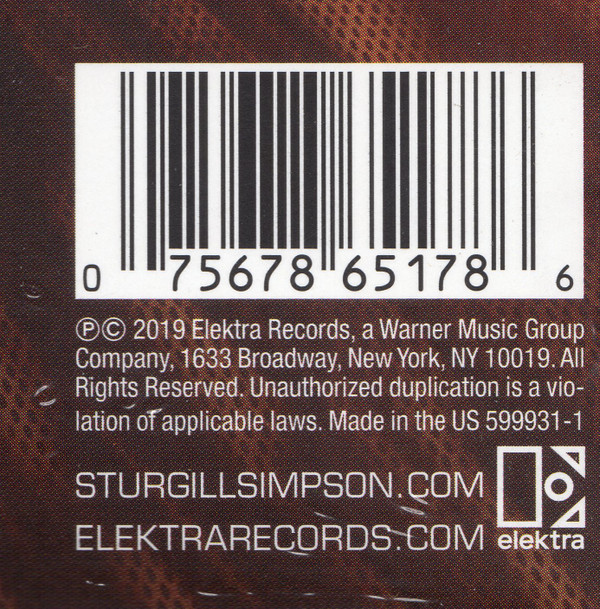 0 75678 65178 6
℗© 2019 Elektra Records, a Warner Music Group
Company, 1633 Broadway, New York, NY 10019. All
Rights Reserved. Unauthorized duplication is a vio-
lation of applicable laws. Made in the US 599931-1
STURGILLSIMPSON.COM
ELEKTRARECORDS.COM
elektra